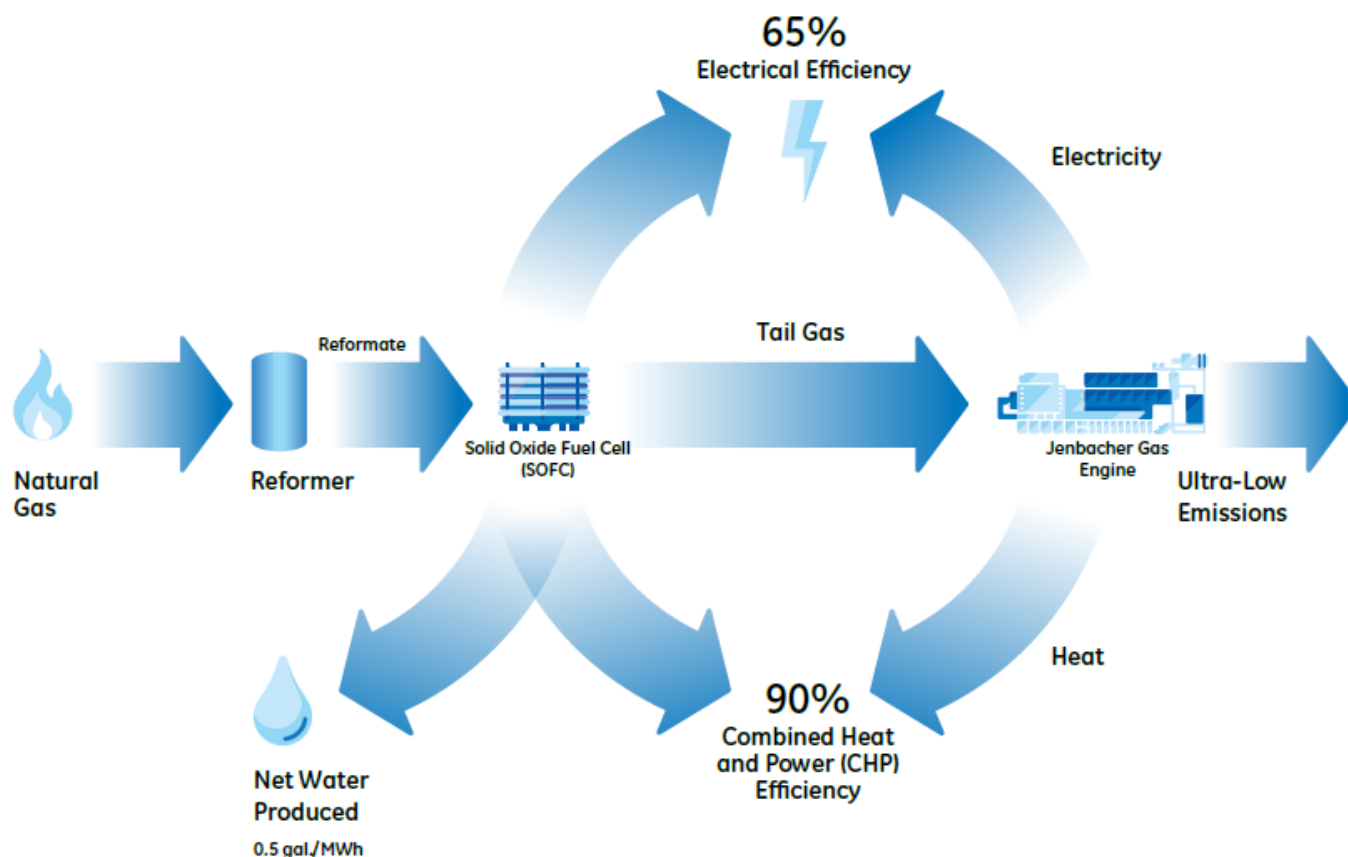 65%
Electrical Efficiency
Electricity
Tail Gas
Reformate
Natural
Gas
Reformer
Solid Oxide Fuel Cell
(SOFC)
Jenbacher Gas
Engine
Ultra-Low
Emissions
Heat
90%
Combined Heat
and Power (CHP)
Efficiency
Net Water
Produced
0.5 gal./MWh